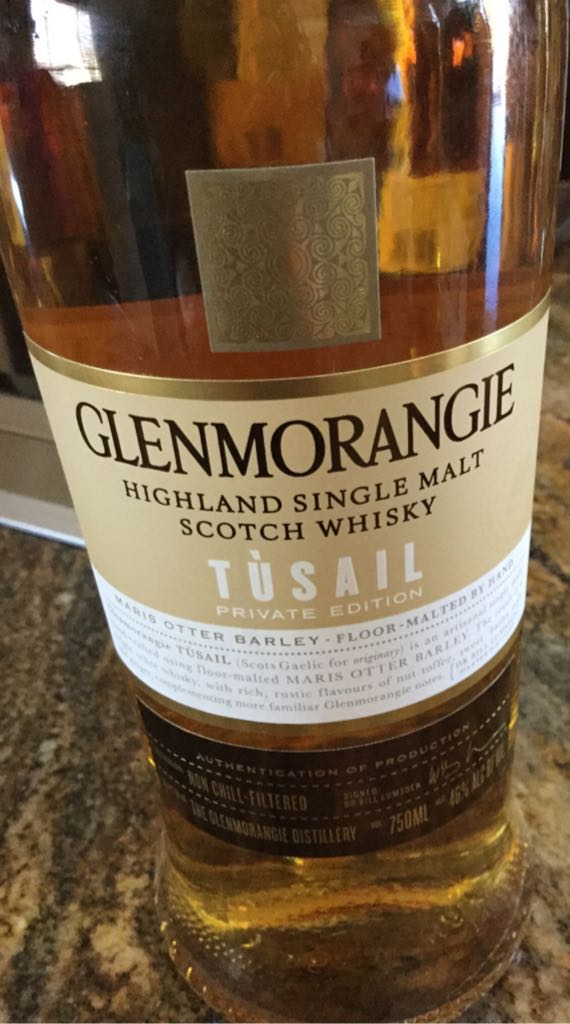 GLENMORANGIE
HIGHLAND SINGLE MALT
SCOTCH WHISKY
TÙSAIL
PRIVATE EDITION
MARIS OTTER BARLEY - FLOOR-MALTED BY HAND
Glenmorangie TÙSAIL (Scots Gaelic for originary) is an artisanal single
using floor-malted MARIS OTTER BARLEY. The
whisky, with rich, rustic flavours of nut toffee, sweet
complementing more familiar Glenmorangie notes.
AUTHENTICATION OF PRODUCTION
NON CHILL-FILTERED
SIGNED:
DR BILL LUMSDEN
THE GLENMORANGIE DISTILLERY VOL 750ML 46% ALC